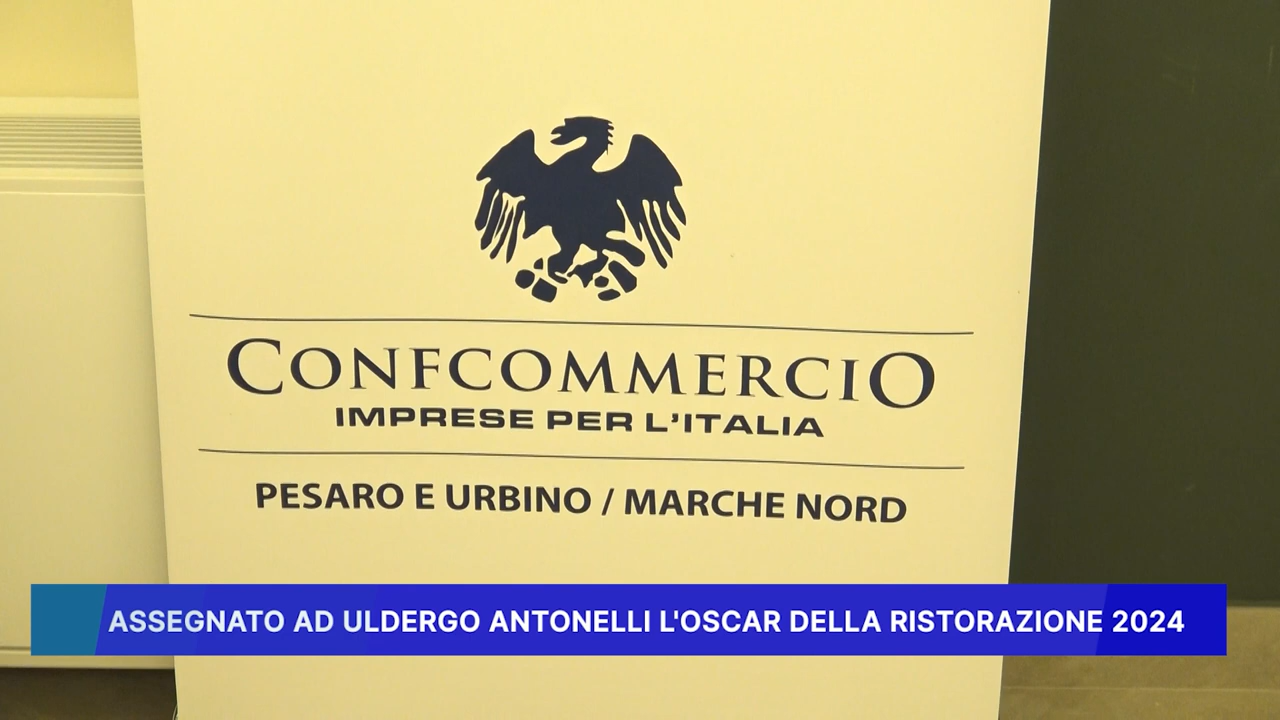 CONFCOMMERCIO
IMPRESE PER L'ITALIA
PESARO E URBINO / MARCHE NORD
ASSEGNATO AD ULDERGO ANTONELLI L'OSCAR DELLA RISTORAZIONE 2024